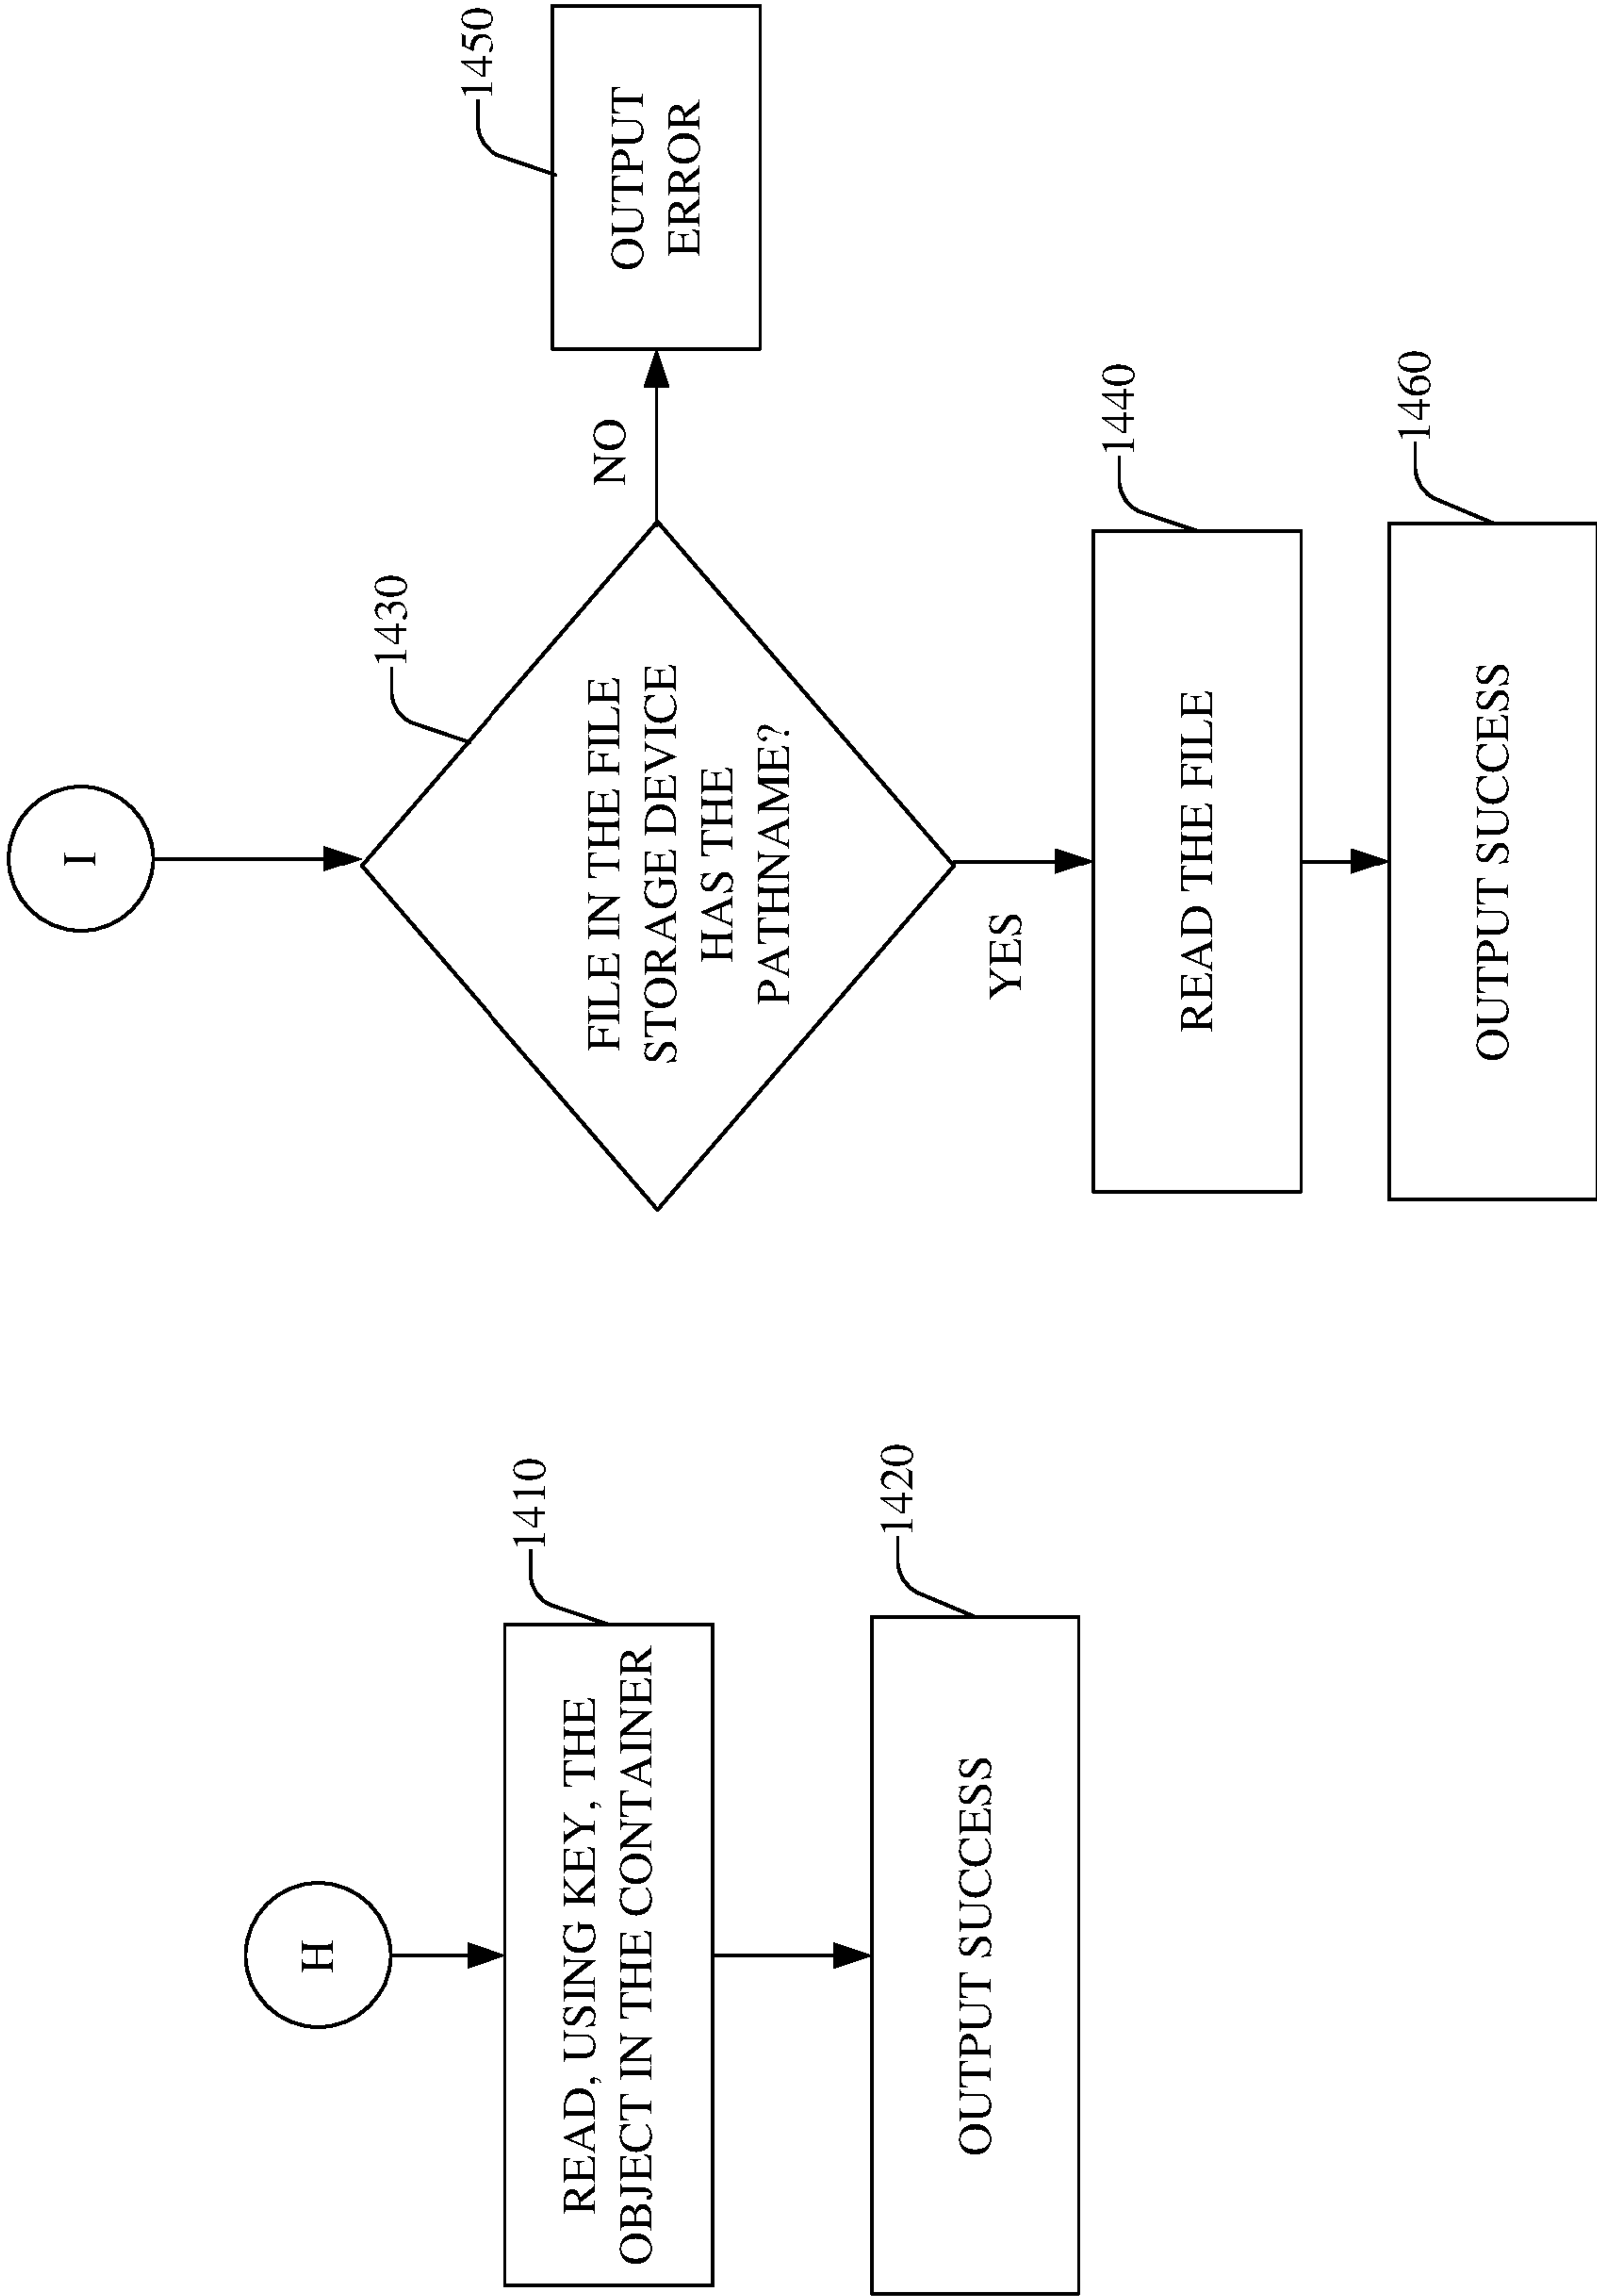 H
1410
READ, USING KEY, THE
OBJECT IN THE CONTAINER
1420
OUTPUT SUCCESS
I
1430
FILE IN THE FILE
STORAGE DEVICE
HAS THE
PATHNAME?
NO
1450
OUTPUT
ERROR
YES
1440
READ THE FILE
1460
OUTPUT SUCCESS